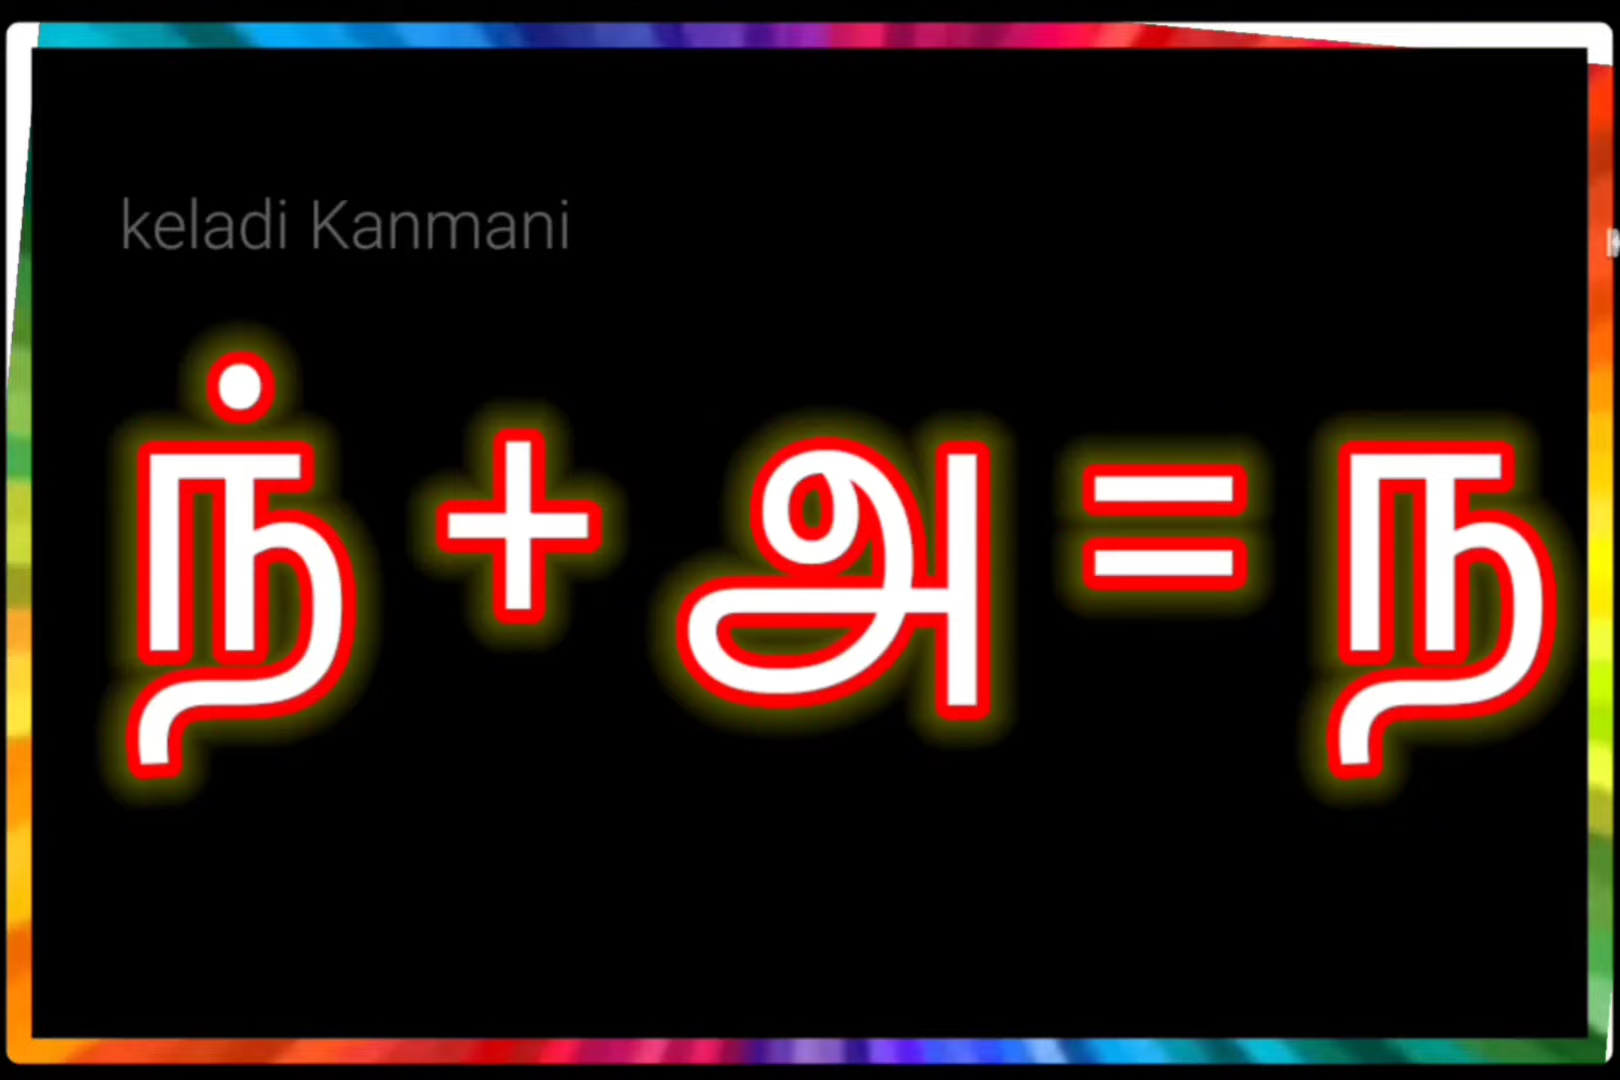 keladi Kanmani
ந் + அ = ந